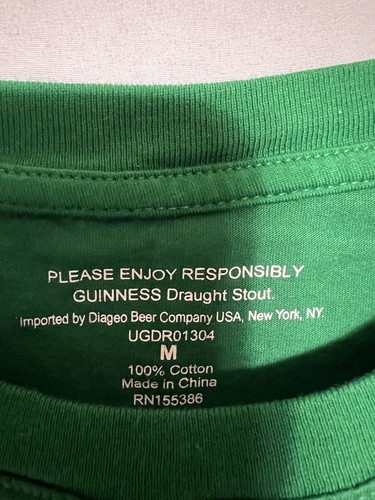 PLEASE ENJOY RESPONSIBLY
GUINNESS Draught Stout.
Imported by Diageo Beer Company USA, New York, NY.
UGDR01304
M
100% Cotton
Made in China
RN155386